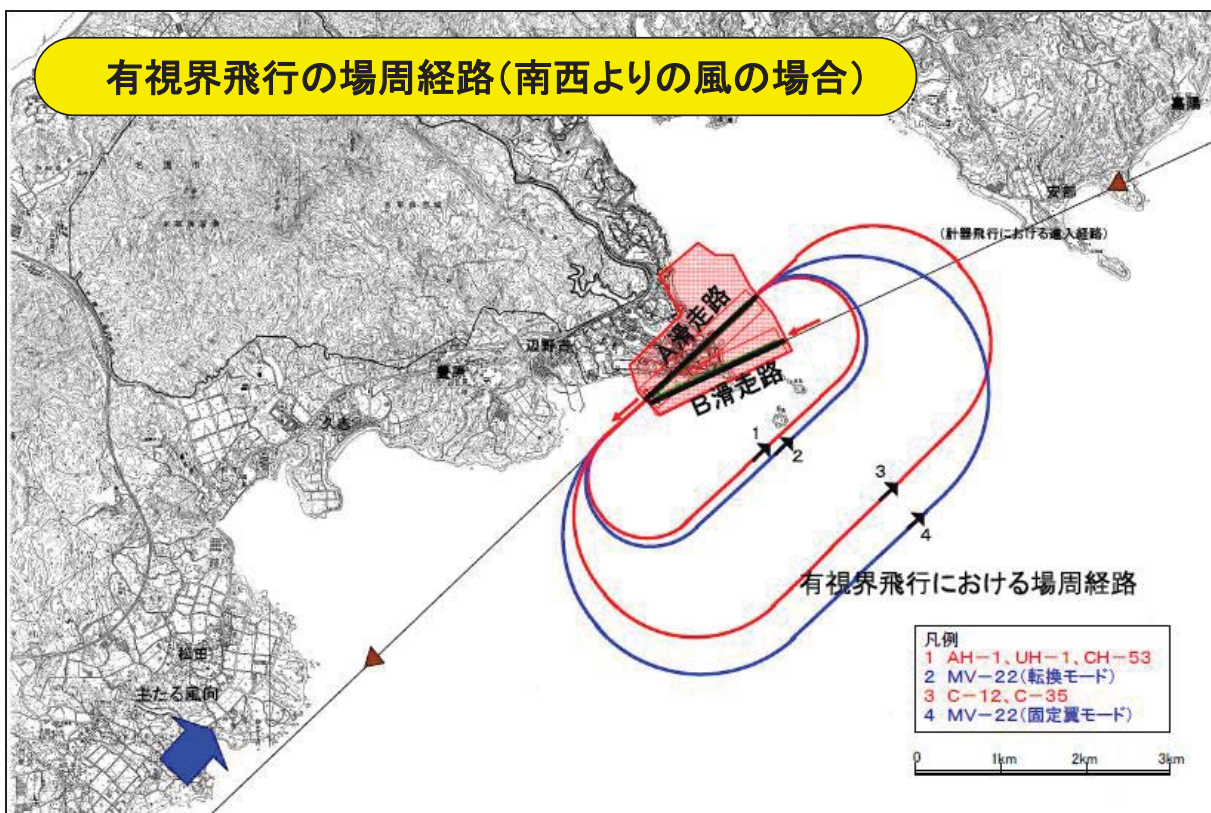 有視界飛行の場周経路(南西よりの風の場合)
嘉陽
安部
(計器飛行における進入経路)
A滑走路
辺野古
豊原
B滑走路
久志
1
2
3
4
有視界飛行における場周経路
松田
主たる風向
凡例
1 AH-1、UH-1、CH-53
2 MV-22(転換モード)
3 C-12、C-35
4 MV-22(固定翼モード)
0 1km 2km 3km